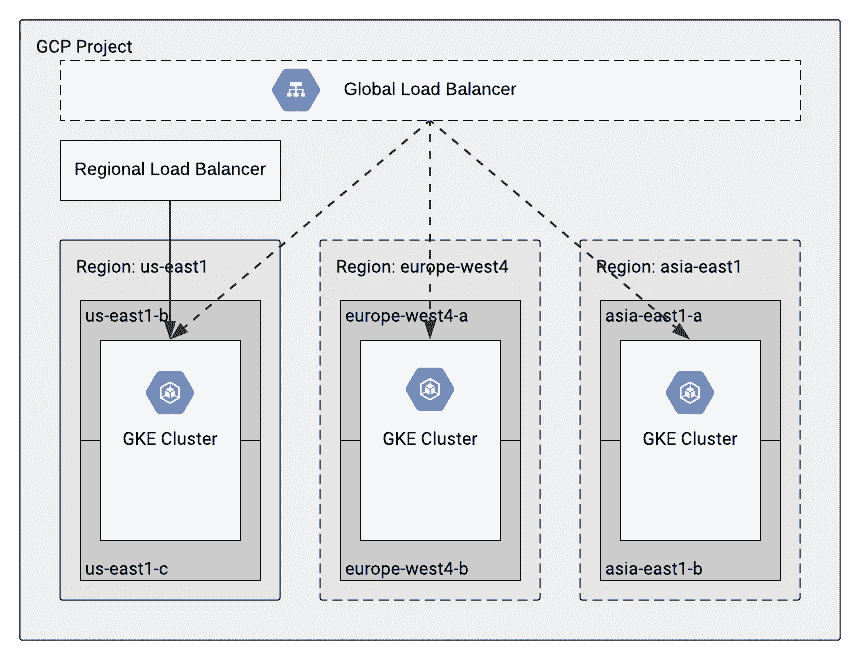 GCP Project
Global Load Balancer
Regional Load Balancer
Region: us-east1
Region: europe-west4
Region: asia-east1
us-east1-b
europe-west4-a
asia-east1-a
GKE Cluster
GKE Cluster
GKE Cluster
us-east1-c
europe-west4-b
asia-east1-b